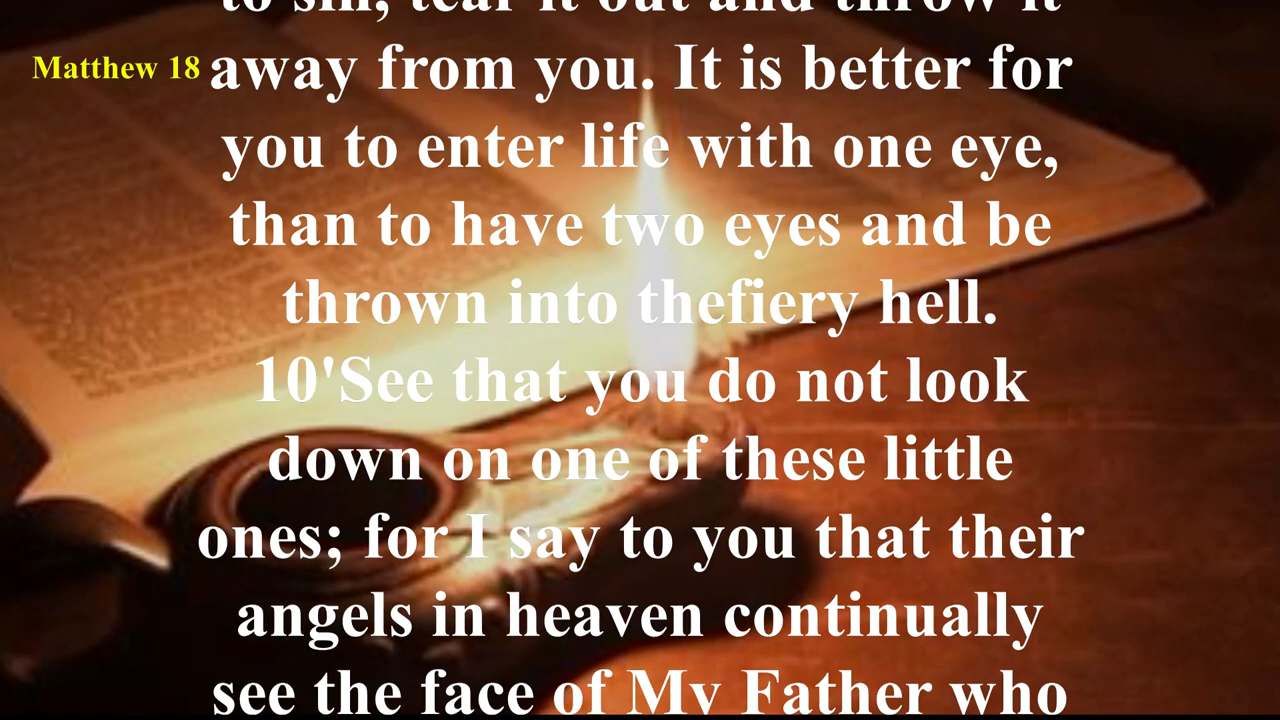 to sin, tear it out and throw it
Matthew 18
away from you. It is better for
you to enter life with one eye,
than to have two eyes and be
thrown into thefiery hell.
10'See that you do not look
down on one of these little
ones; for I say to you that their
angels in heaven continually
see the face of My Father who